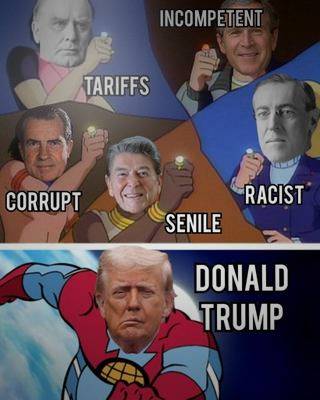 INCOMPETENT
TARIFFS
CORRUPT
SENILE
RACIST
DONALD
TRUMP